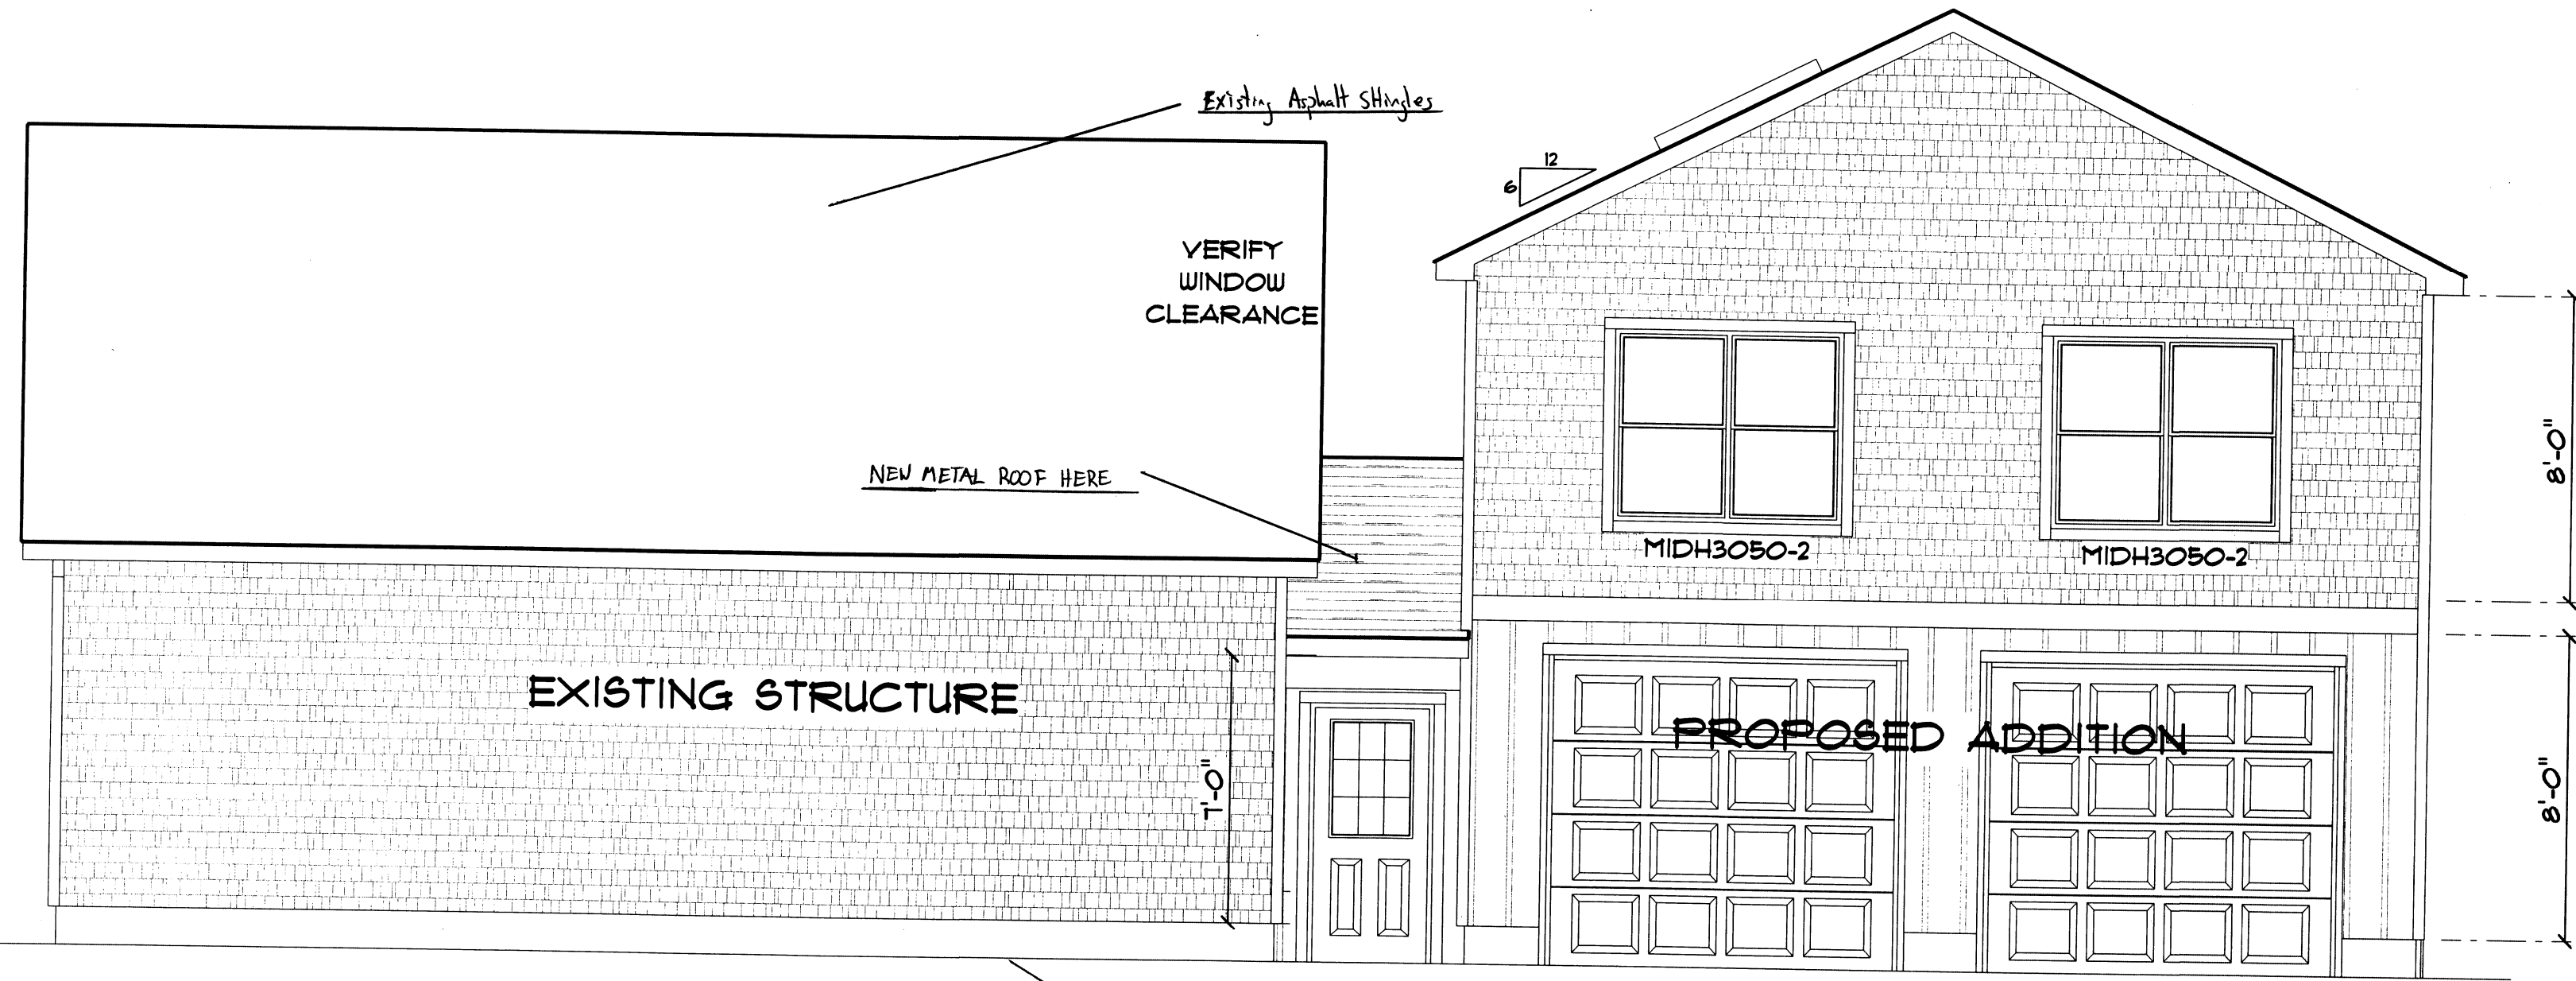 Existing Asphalt SHingles
12
6
VERIFY
WINDOW
CLEARANCE
8'-0"
NEW METAL ROOF HERE
MIDH3050-2
MIDH3050-2
EXISTING STRUCTURE
PROPOSED ADDITION
7'-0"
8'-0"